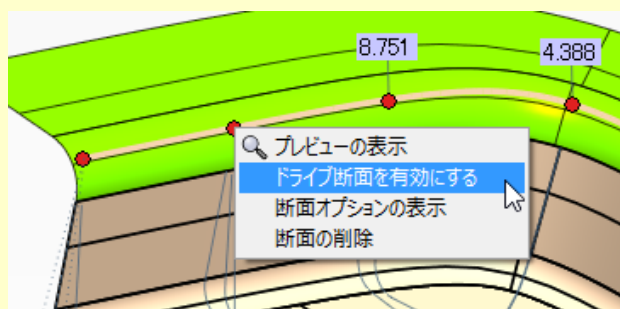 8.751
4.388
プレビューの表示
ドライブ断面を有効にする
断面オプションの表示
断面の削除